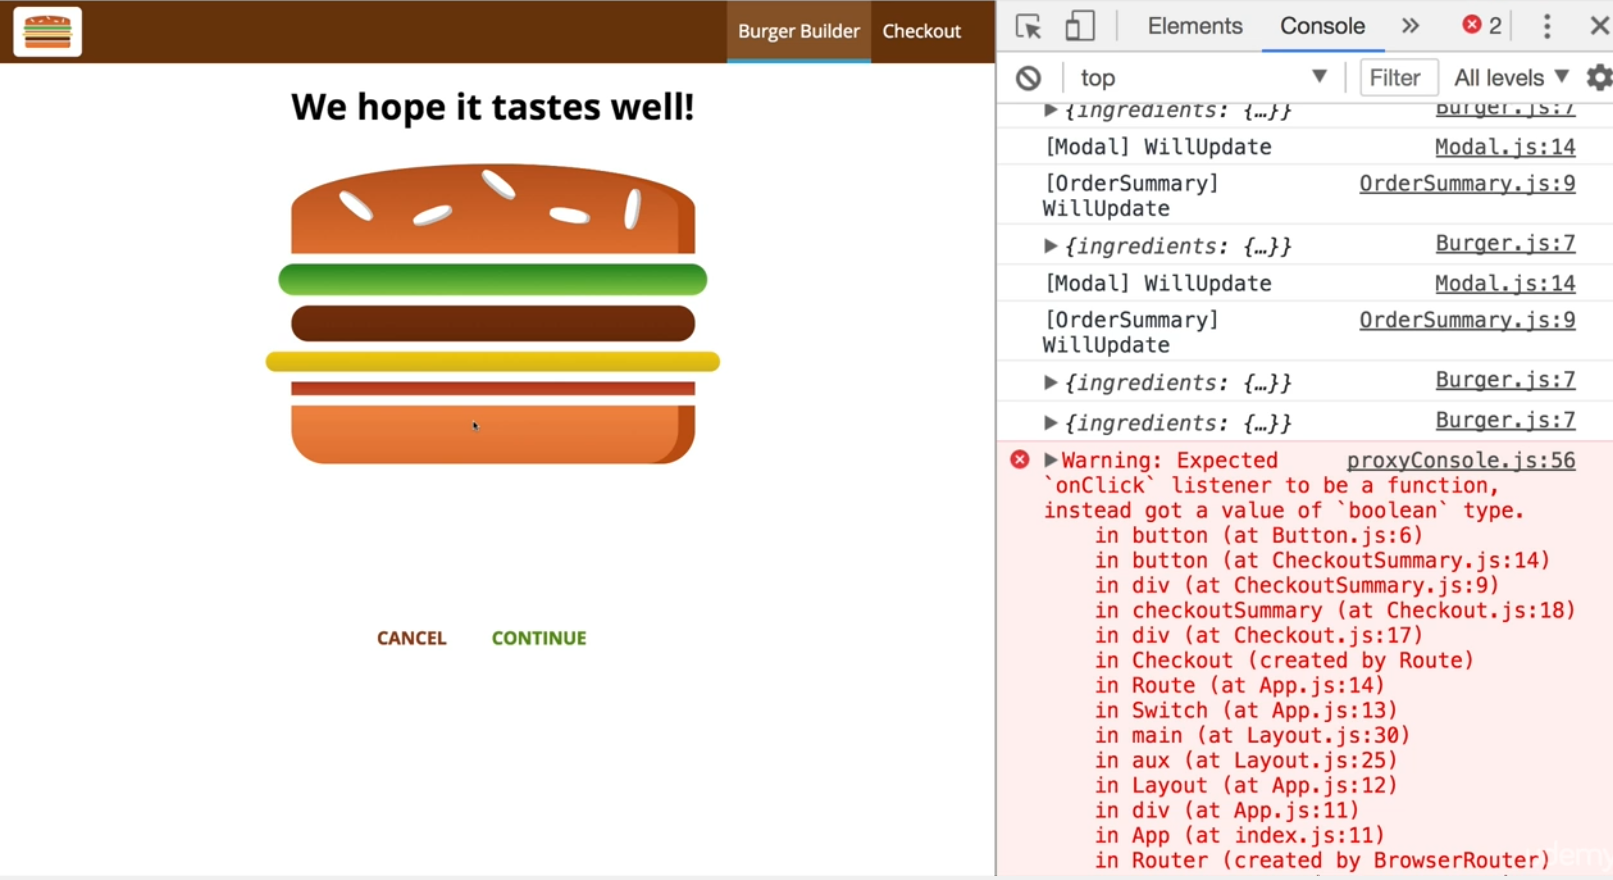 Burger Builder
Checkout
We hope it tastes well!
CANCEL
CONTINUE
Elements
Console
2
top
Filter
All levels
{ingredients: {…}}
Burger.js:7
[Modal] WillUpdate
Modal.js:14
[OrderSummary]
OrderSummary.js:9
WillUpdate
{ingredients: {…}}
Burger.js:7
[Modal] WillUpdate
Modal.js:14
[OrderSummary]
OrderSummary.js:9
WillUpdate
{ingredients: {…}}
Burger.js:7
{ingredients: {…}}
Burger.js:7
Warning: Expected
proxyConsole.js:56
`onClick` listener to be a function,
instead got a value of `boolean` type.
in button (at Button.js:6)
in button (at CheckoutSummary.js:14)
in div (at CheckoutSummary.js:9)
in checkoutSummary (at Checkout.js:18)
in div (at Checkout.js:17)
in Checkout (created by Route)
in Route (at App.js:14)
in Switch (at App.js:13)
in main (at Layout.js:30)
in aux (at Layout.js:25)
in Layout (at App.js:12)
in div (at App.js:11)
in App (at index.js:11)
in Router (created by BrowserRouter)